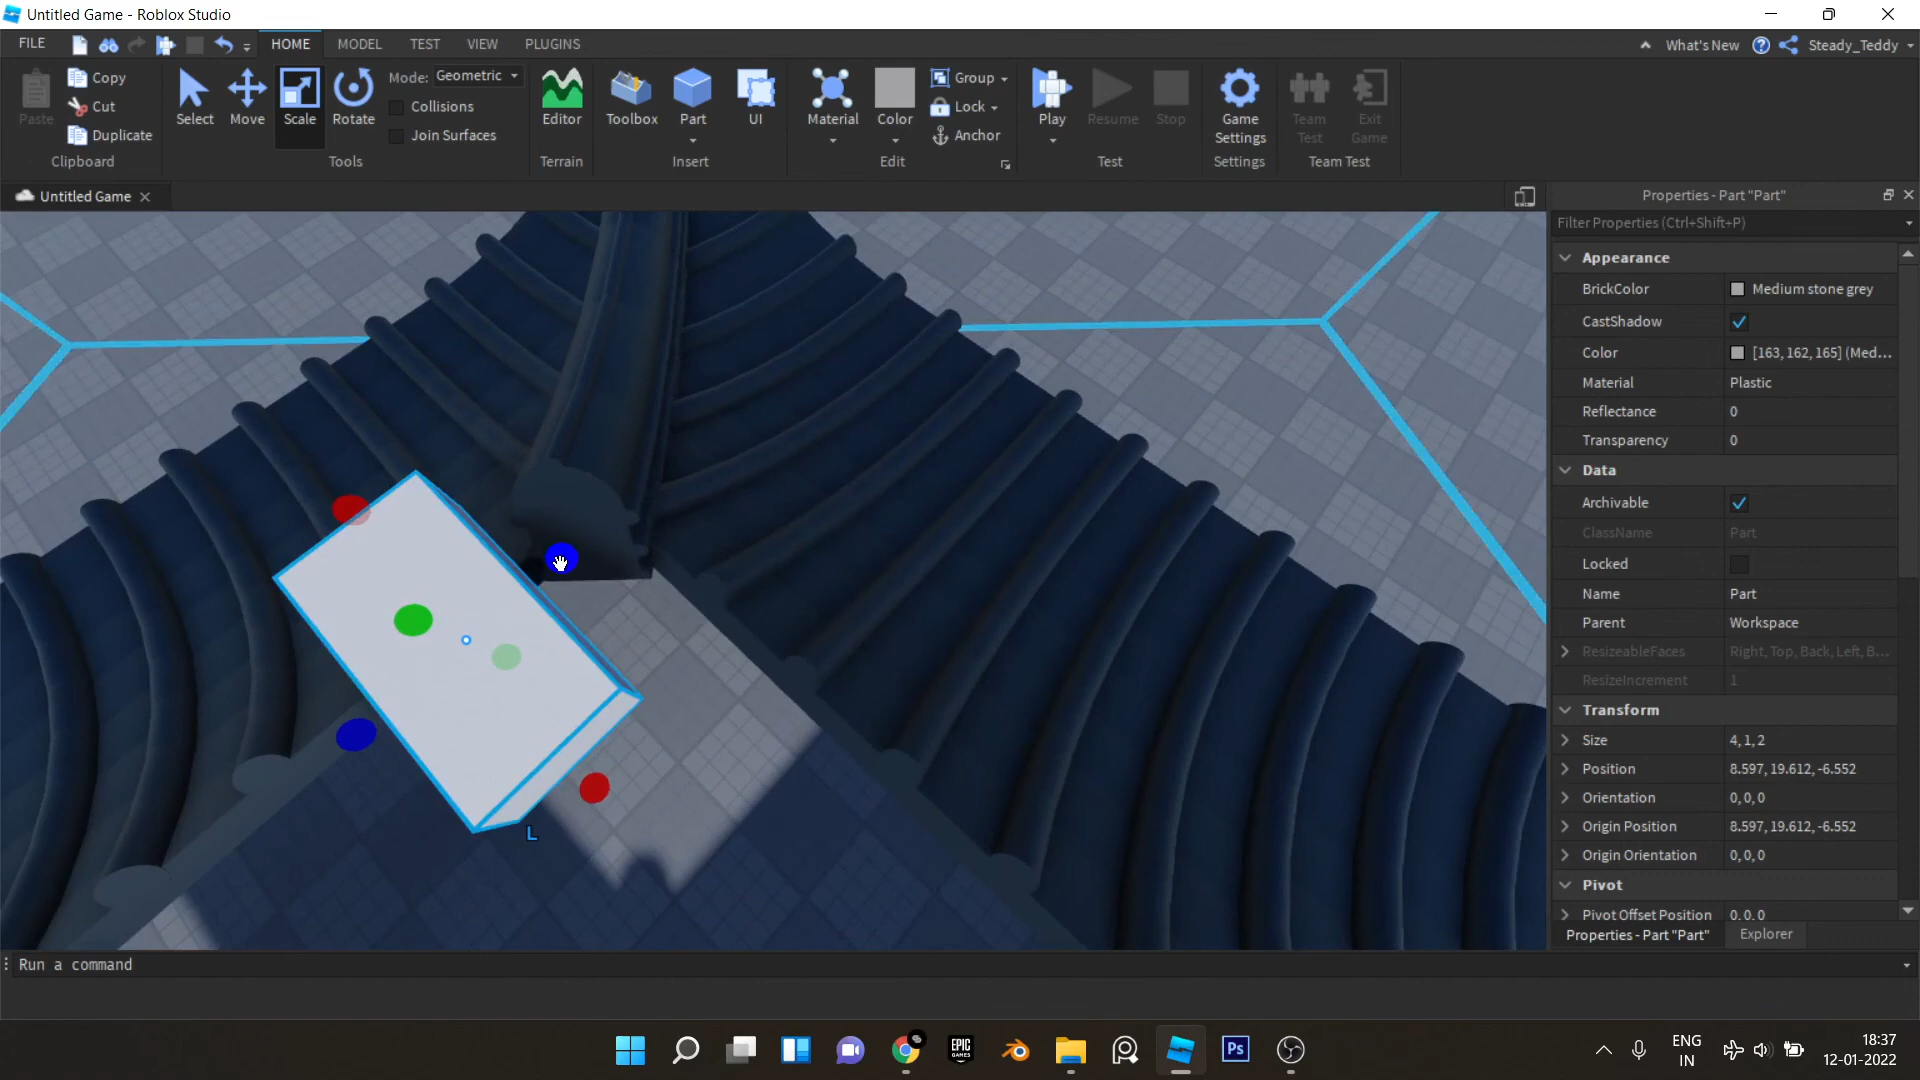 Untitled Game - Roblox Studio
FILE HOME MODEL TEST VIEW PLUGINS What's New Steady_Teddy
Paste Copy Cut Duplicate Clipboard
Select Move Scale Rotate Mode: Geometric Collisions Join Surfaces Tools
Editor Terrain
Toolbox Part UI Insert
Material Color Group Lock Anchor Edit
Play Resume Stop Test
Game Settings Settings
Team Test Exit Game Team Test
Untitled Game
Properties - Part "Part"
Filter Properties (Ctrl+Shift+P)
Appearance
BrickColor Medium stone grey
CastShadow
Color [163, 162, 165] (Med...
Material Plastic
Reflectance 0
Transparency 0
Data
Archivable
ClassName Part
Locked
Name Part
Parent Workspace
ResizeableFaces Right, Top, Back, Left, B...
ResizeIncrement 1
Transform
Size 4, 1, 2
Position 8.597, 19.612, -6.552
Orientation 0, 0, 0
Origin Position 8.597, 19.612, -6.552
Origin Orientation 0, 0, 0
Pivot
Pivot Offset Position 0, 0, 0
Properties - Part "Part" Explorer
L
Run a command
EPIC GAMES
Ps
ENG IN
18:37
12-01-2022